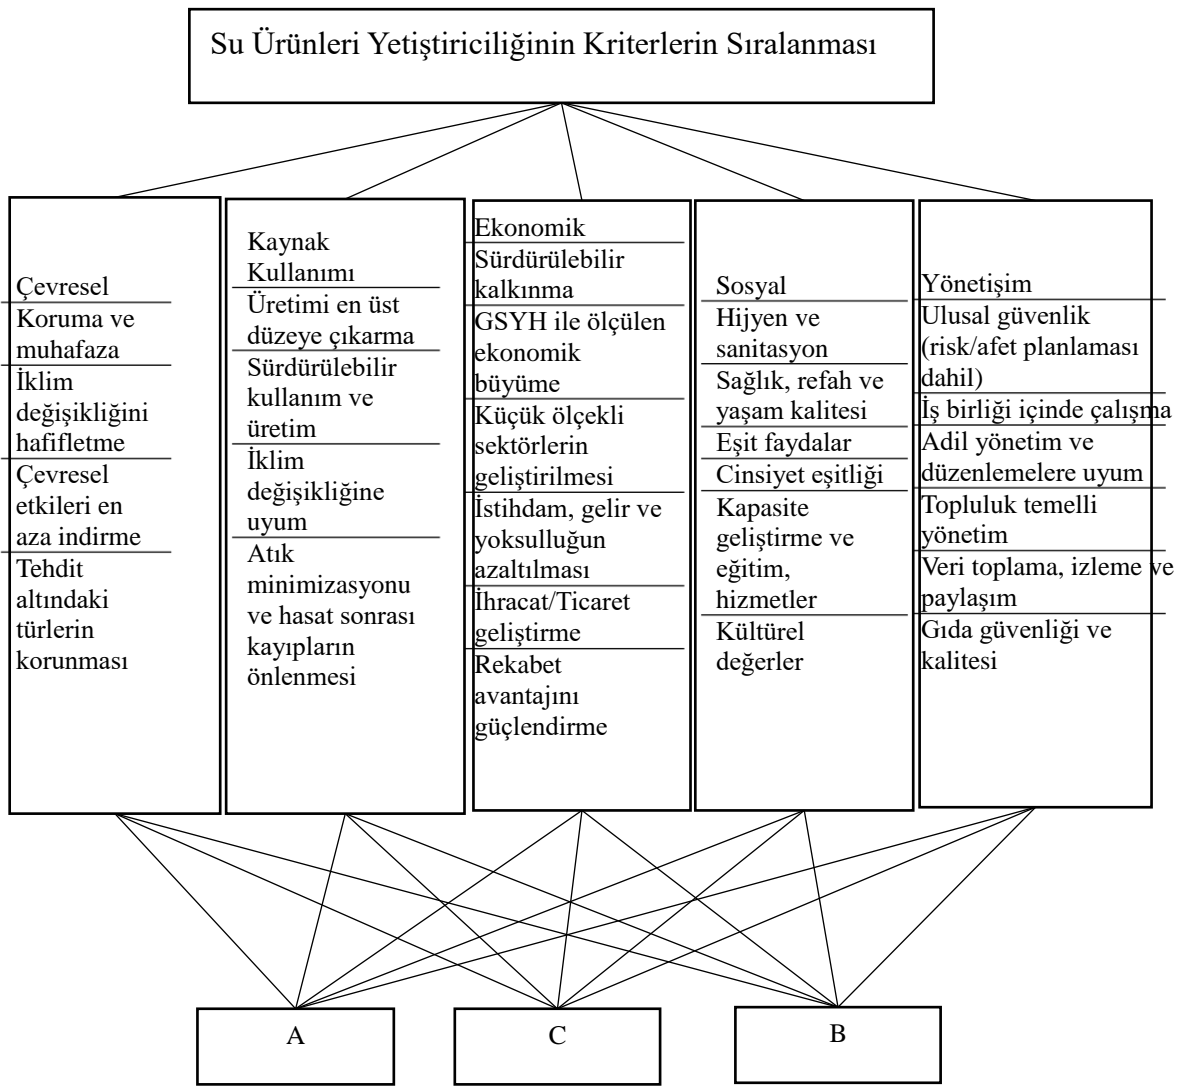 Su Ürünleri Yetiştiriciliğinin Kriterlerin Sıralanması
Çevresel
Koruma ve
muhafaza
İklim
değişikliğini
hafifletme
Çevresel
etkileri en
aza indirme
Tehdit
altındaki
türlerin
korunması
Kaynak
Kullanımı
Üretimi en üst
düzeye çıkarma
Sürdürülebilir
kullanım ve
üretim
İklim
değişikliğine
uyum
Atık
minimizasyonu
ve hasat sonrası
kayıpların
önlenmesi
Ekonomik
Sürdürülebilir
kalkınma
GSYH ile ölçülen
ekonomik
büyüme
Küçük ölçekli
sektörlerin
geliştirilmesi
İstihdam, gelir ve
yoksulluğun
azaltılması
İhracat/Ticaret
geliştirme
Rekabet
avantajını
güçlendirme
Sosyal
Hijyen ve
sanitasyon
Sağlık, refah ve
yaşam kalitesi
Eşit faydalar
Cinsiyet eşitliği
Kapasite
geliştirme ve
eğitim,
hizmetler
Kültürel
değerler
Yönetişim
Ulusal güvenlik
(risk/afet planlaması
dahil)
İş birliği içinde çalışma
Adil yönetim ve
düzenlemelere uyum
Topluluk temelli
yönetim
Veri toplama, izleme ve
paylaşım
Gıda güvenliği ve
kalitesi
A
C
B